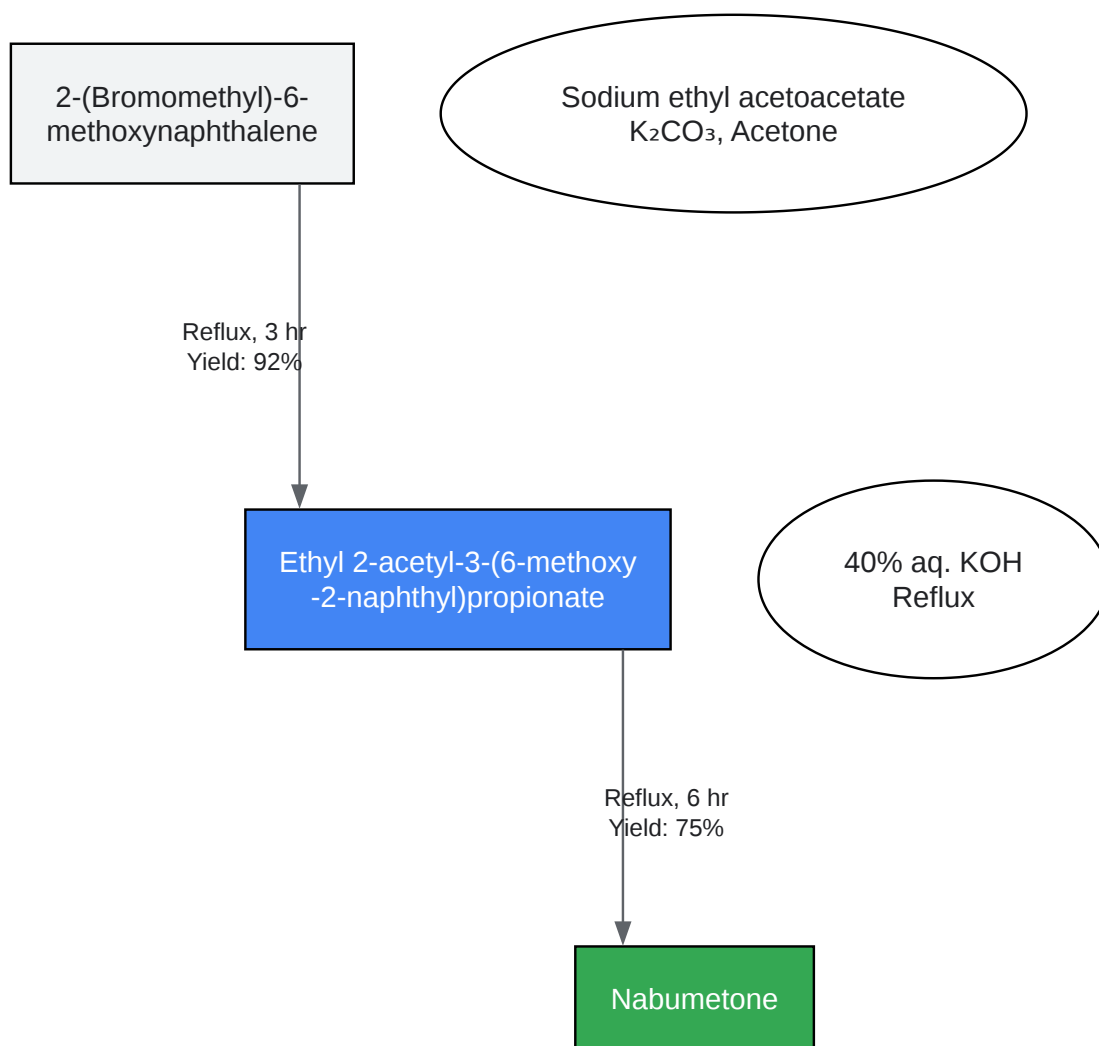 2-(Bromomethyl)-6-
methoxynaphthalene
Sodium ethyl acetoacetate
K₂CO₃, Acetone
Reflux, 3 hr
Yield: 92%
Ethyl 2-acetyl-3-(6-methoxy
-2-naphthyl)propionate
40% aq. KOH
Reflux
Reflux, 6 hr
Yield: 75%
Nabumetone